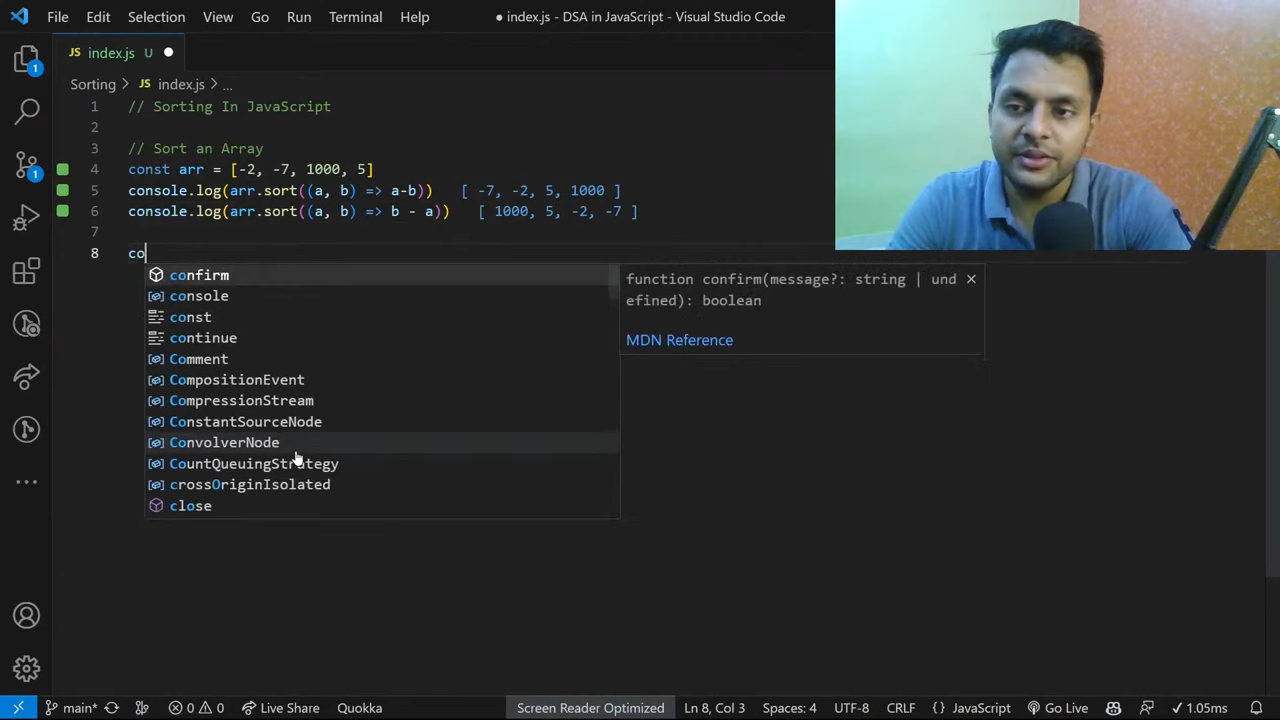 File Edit Selection View Go Run Terminal Help
● index.js - DSA in JavaScript - Visual Studio Code
JS index.js U ●
Sorting > JS index.js > ...
1 // Sorting In JavaScript
2
3 // Sort an Array
4 const arr = [-2, -7, 1000, 5]
5 console.log(arr.sort((a, b) => a-b)) [ -7, -2, 5, 1000 ]
6 console.log(arr.sort((a, b) => b - a)) [ 1000, 5, -2, -7 ]
7
8 co
confirm
console
const
continue
Comment
CompositionEvent
CompressionStream
ConstantSourceNode
ConvolverNode
CountQueuingStrategy
crossOriginIsolated
close
function confirm(message?: string | und
efined): boolean
MDN Reference
1
1
main* 0 0 Live Share Quokka Screen Reader Optimized Ln 8, Col 3 Spaces: 4 UTF-8 CRLF {} JavaScript Go Live ✓ 1.05ms